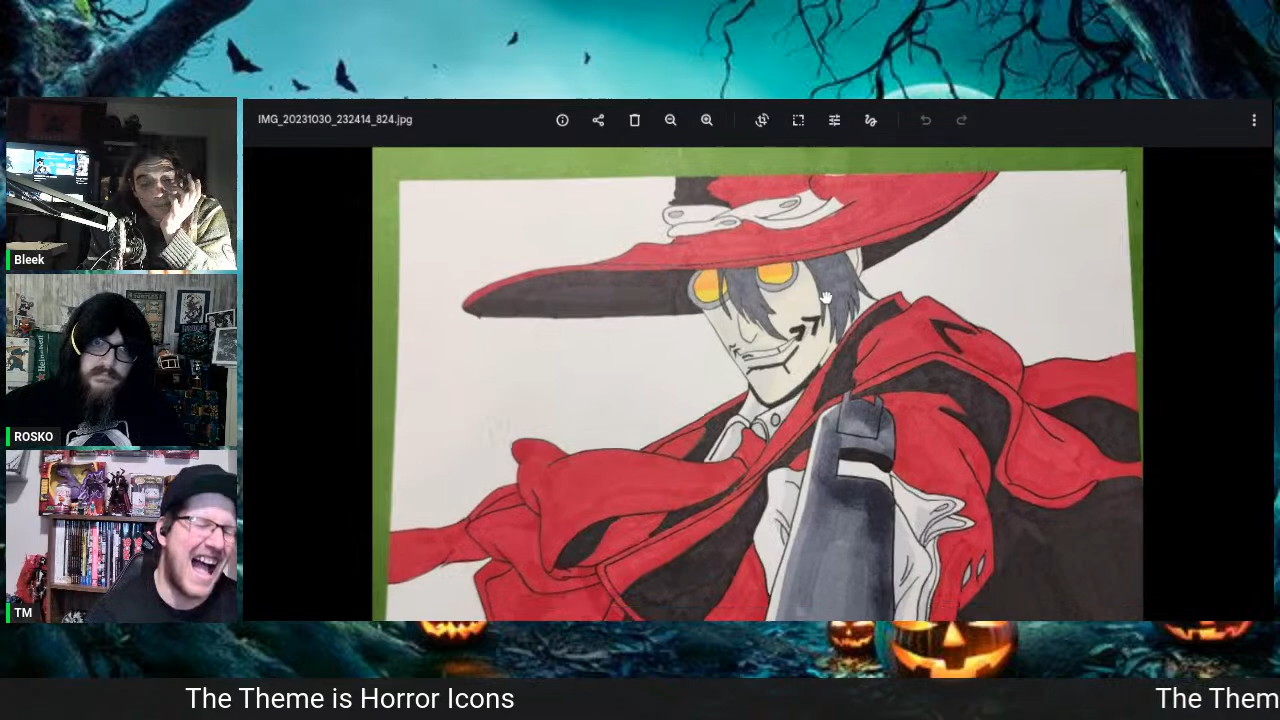 IMG_20231030_232414_824.jpg
Bleek
ROSKO
TM
The Theme is Horror Icons
The Them